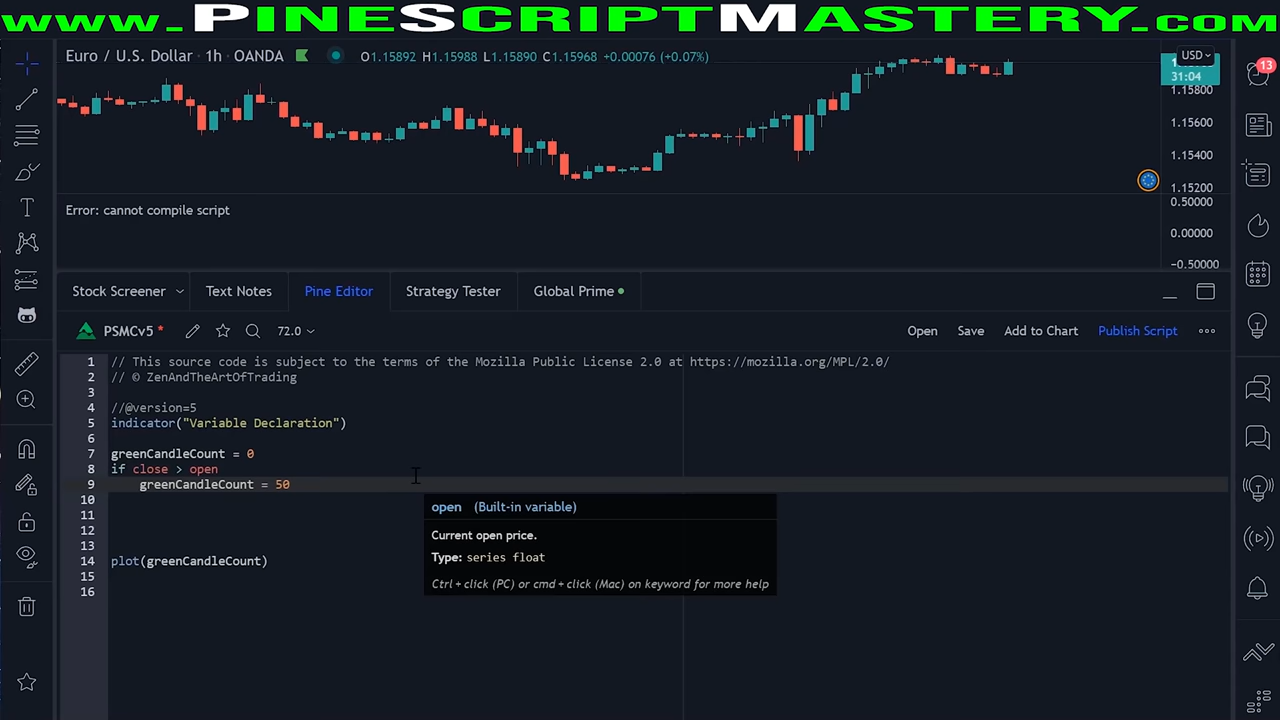 www.PineScriptMastery.com
Euro / U.S. Dollar · 1h · OANDA O1.15892 H1.15988 L1.15890 C1.15968 +0.00076 (+0.07%)
USD
13
31:04
1.15800
1.15600
1.15400
1.15200
Error: cannot compile script
0.50000
0.00000
-0.50000
Stock Screener Text Notes Pine Editor Strategy Tester Global Prime
PSMCv5 * 72.0 Open Save Add to Chart Publish Script
1 // This source code is subject to the terms of the Mozilla Public License 2.0 at https://mozilla.org/MPL/2.0/
2 // © ZenAndTheArtOfTrading
3
4 //@version=5
5 indicator("Variable Declaration")
6
7 greenCandleCount = 0
8 if close > open
9 greenCandleCount = 50
10
11
12
13
14 plot(greenCandleCount)
15
16
open (Built-in variable)
Current open price.
Type: series float
Ctrl + click (PC) or cmd + click (Mac) on keyword for more help